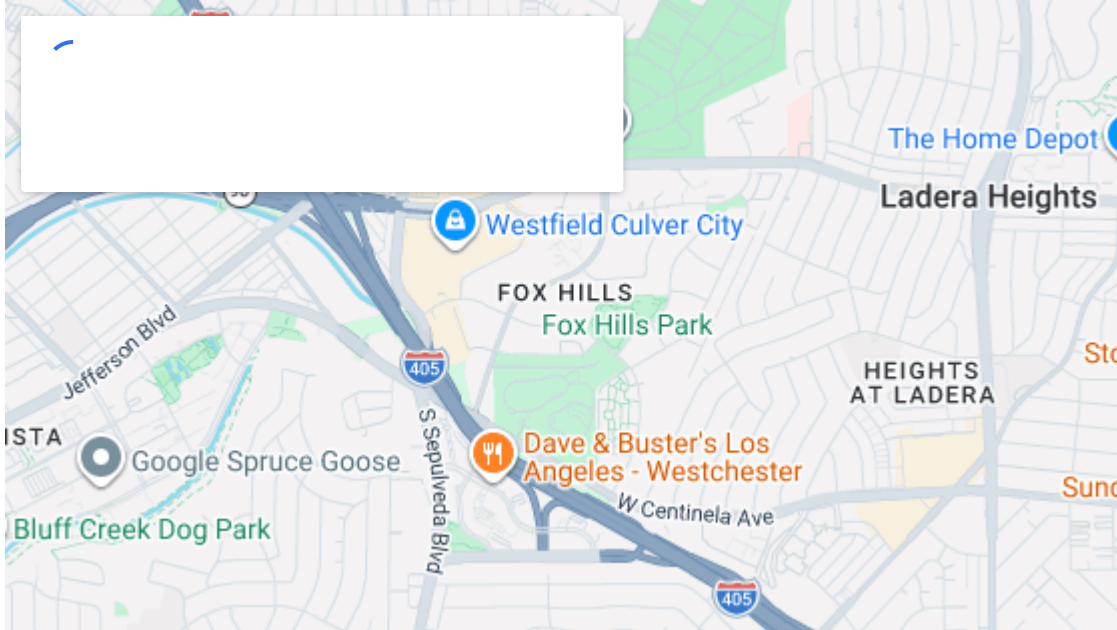 The Home Depot
Ladera Heights
Westfield Culver City
FOX HILLS
Fox Hills Park
Jefferson Blvd
405
HEIGHTS
AT LADERA
ISTA
Google Spruce Goose
S Sepulveda Blvd
Dave & Buster's Los
Angeles - Westchester
W Centinela Ave
Bluff Creek Dog Park
405